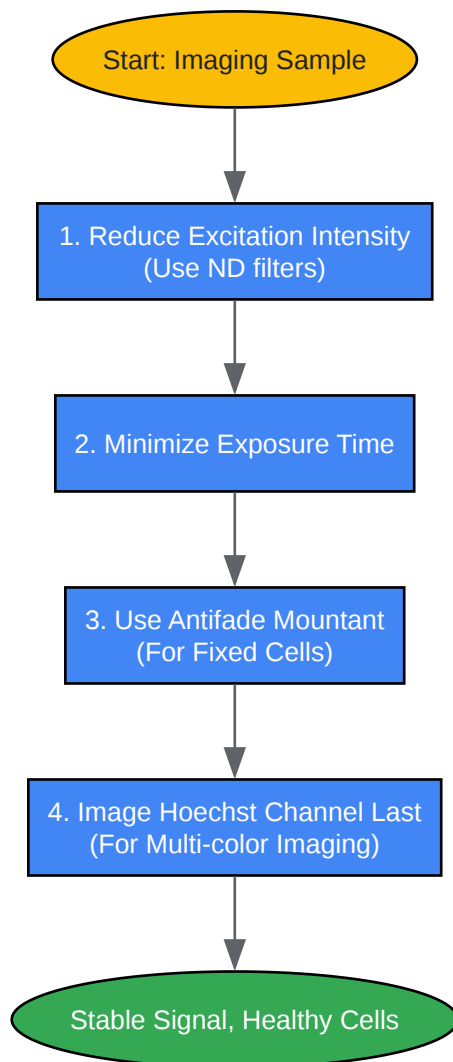 Start: Imaging Sample
1. Reduce Excitation Intensity
(Use ND filters)
2. Minimize Exposure Time
3. Use Antifade Mountant
(For Fixed Cells)
4. Image Hoechst Channel Last
(For Multi-color Imaging)
Stable Signal, Healthy Cells